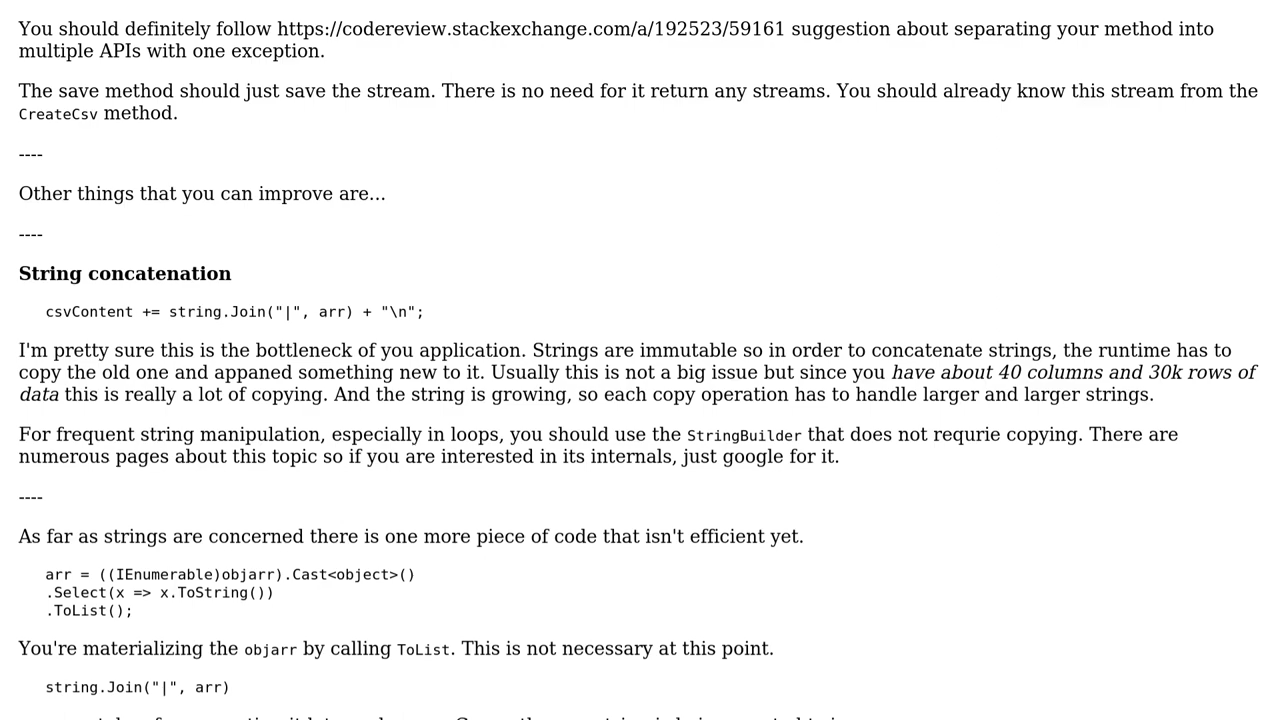 You should definitely follow https://codereview.stackexchange.com/a/192523/59161 suggestion about separating your method into
multiple APIs with one exception.
The save method should just save the stream. There is no need for it return any streams. You should already know this stream from the
CreateCsv method.
----
Other things that you can improve are...
----
String concatenation
csvContent += string.Join("|", arr) + "\n";
I'm pretty sure this is the bottleneck of you application. Strings are immutable so in order to concatenate strings, the runtime has to
copy the old one and appaned something new to it. Usually this is not a big issue but since you have about 40 columns and 30k rows of
data this is really a lot of copying. And the string is growing, so each copy operation has to handle larger and larger strings.
For frequent string manipulation, especially in loops, you should use the StringBuilder that does not requrie copying. There are
numerous pages about this topic so if you are interested in its internals, just google for it.
----
As far as strings are concerned there is one more piece of code that isn't efficient yet.
arr = ((IEnumerable)objarr).Cast<object>()
.Select(x => x.ToString())
.ToList();
You're materializing the objarr by calling ToList. This is not necessary at this point.
string.Join("|", arr)